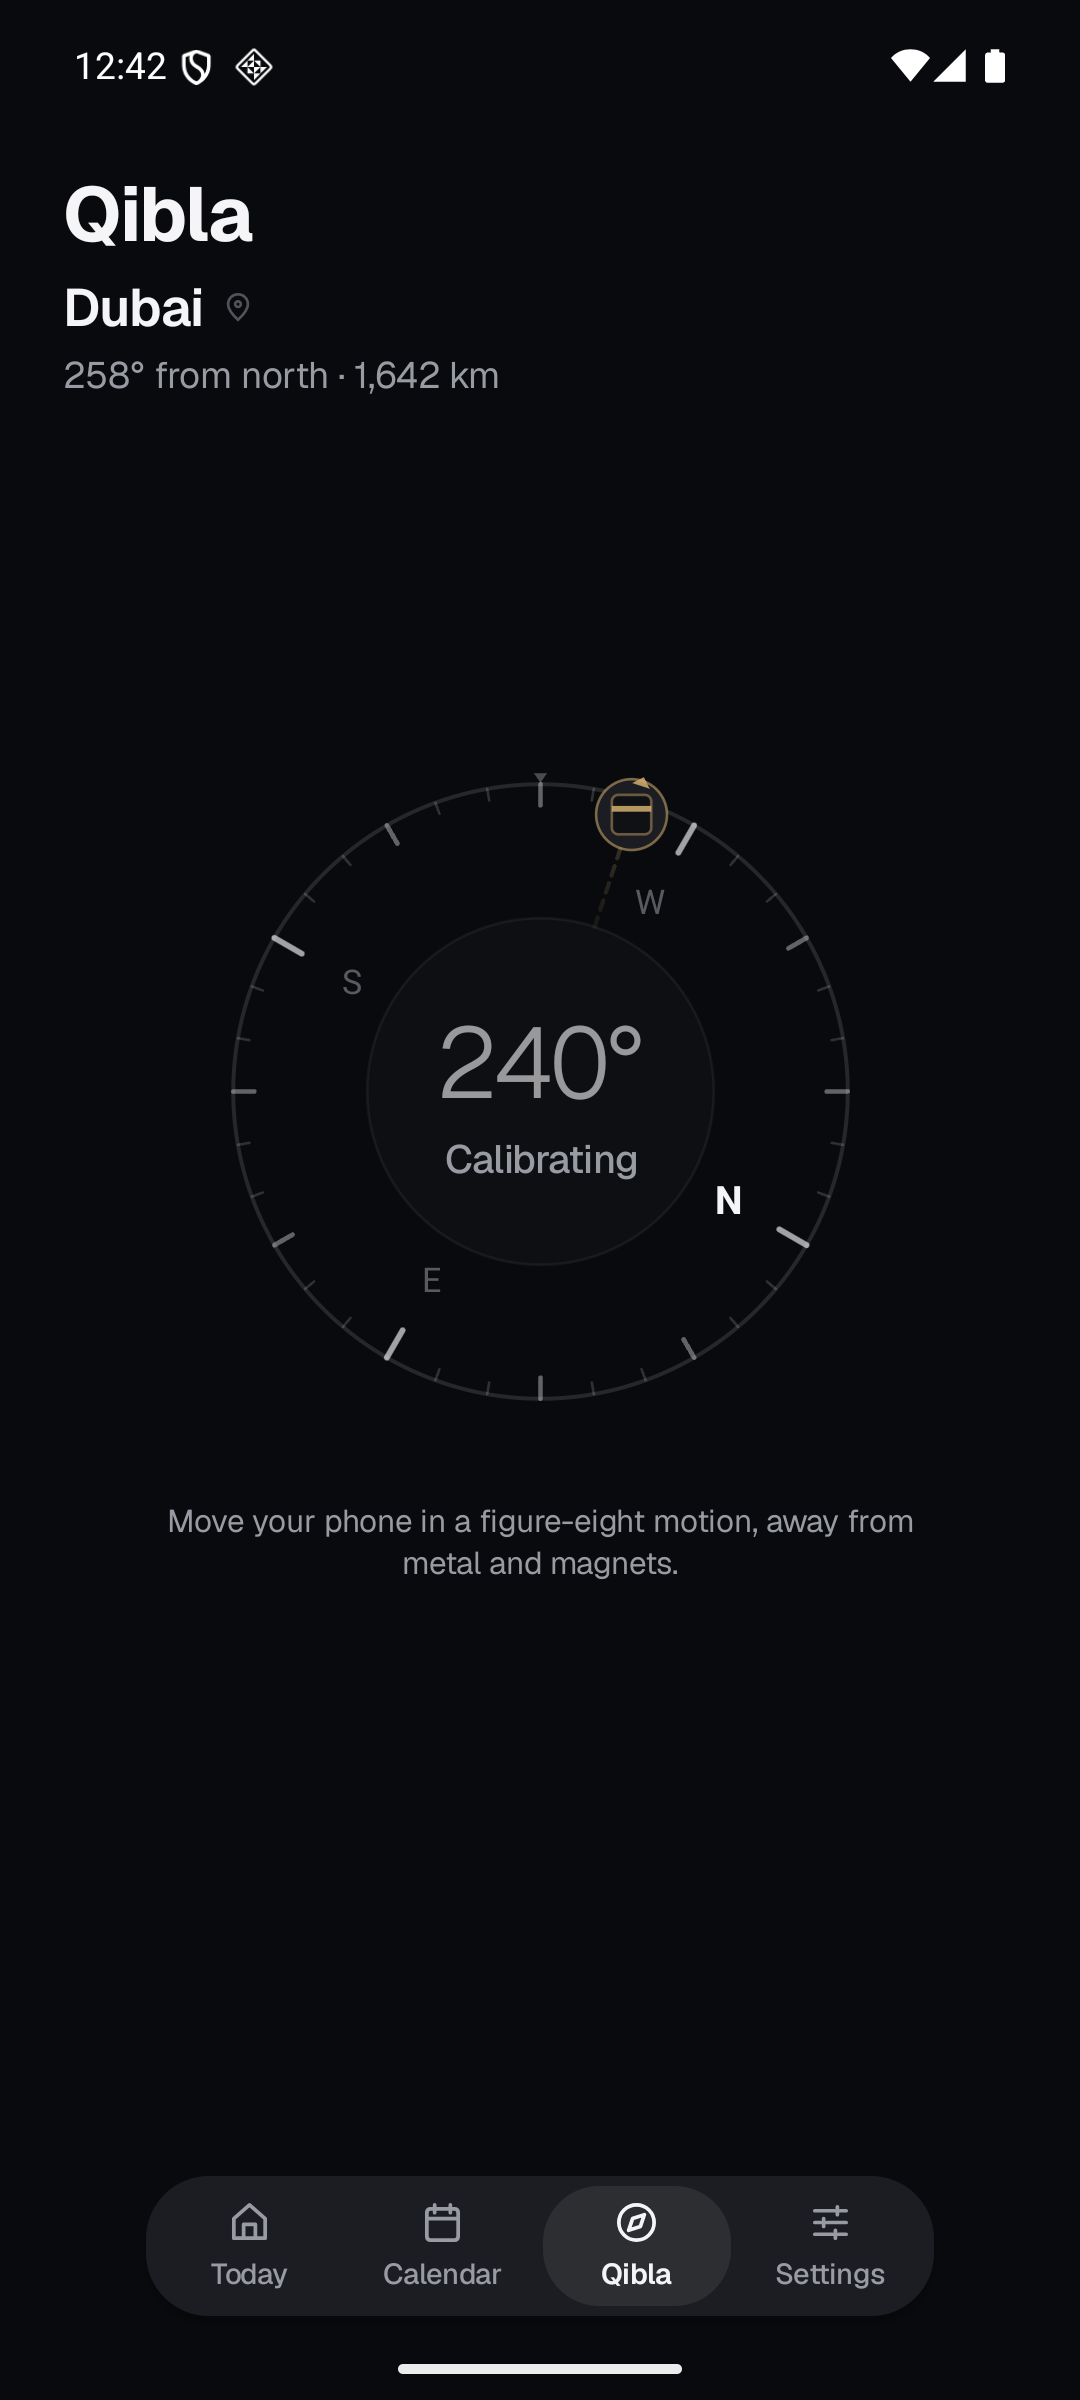 12:42
Qibla
Dubai
258° from north · 1,642 km
W
S
240°
Calibrating
N
E
Move your phone in a figure-eight motion, away from
metal and magnets.
Today
Calendar
Qibla
Settings